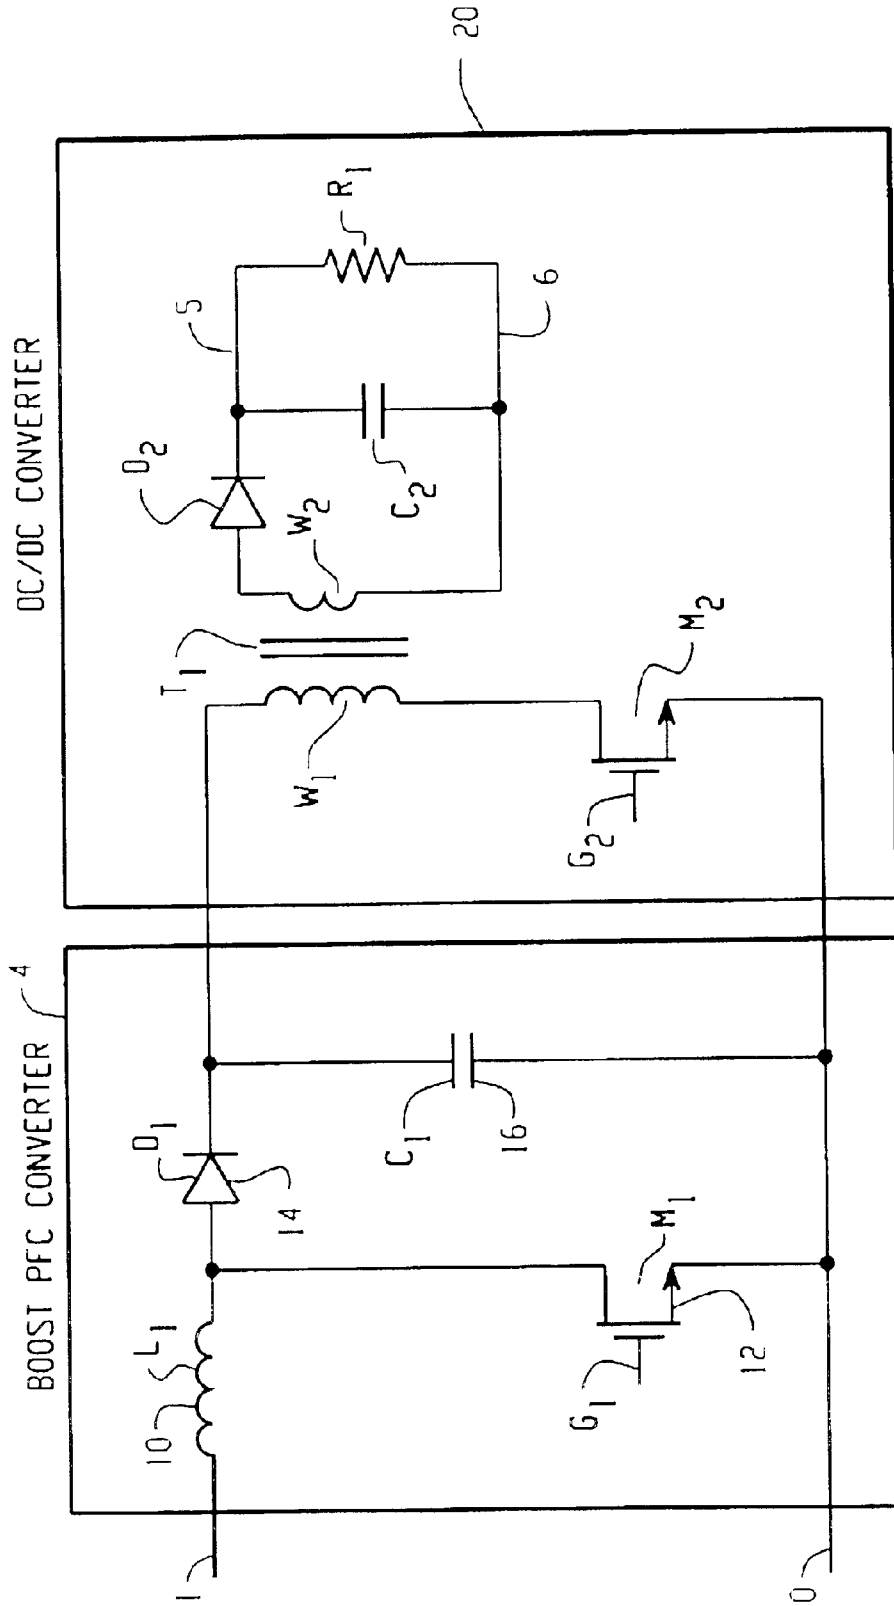 BOOST PFC CONVERTER
4
DC/DC CONVERTER
20
1
10
L1
D1
14
C1
16
G1
M1
12
0
T1
W1
W2
D2
C2
5
R1
6
G2
M2